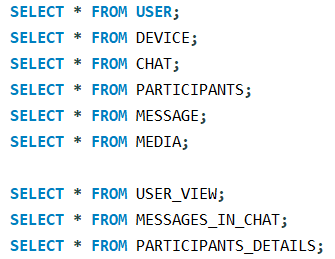 SELECT * FROM USER;
SELECT * FROM DEVICE;
SELECT * FROM CHAT;
SELECT * FROM PARTICIPANTS;
SELECT * FROM MESSAGE;
SELECT * FROM MEDIA;
SELECT * FROM USER_VIEW;
SELECT * FROM MESSAGES_IN_CHAT;
SELECT * FROM PARTICIPANTS_DETAILS;